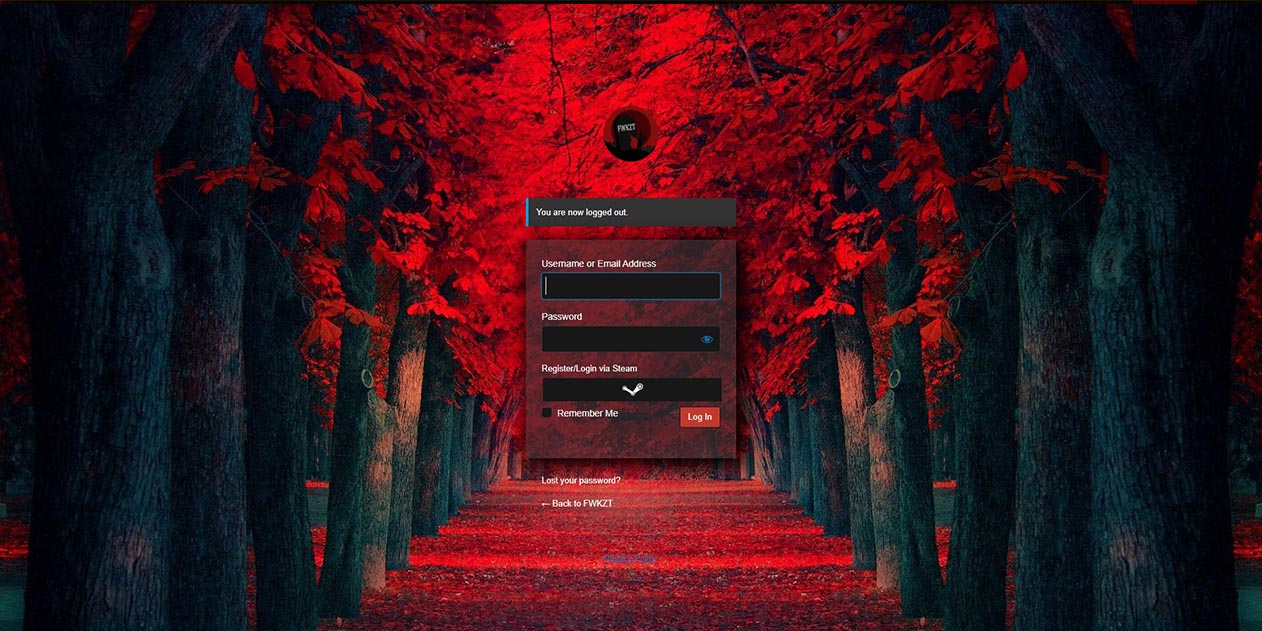 FWKZT
You are now logged out.
Username or Email Address
Password
Register/Login via Steam
Remember Me
Log In
Lost your password?
← Back to FWKZT